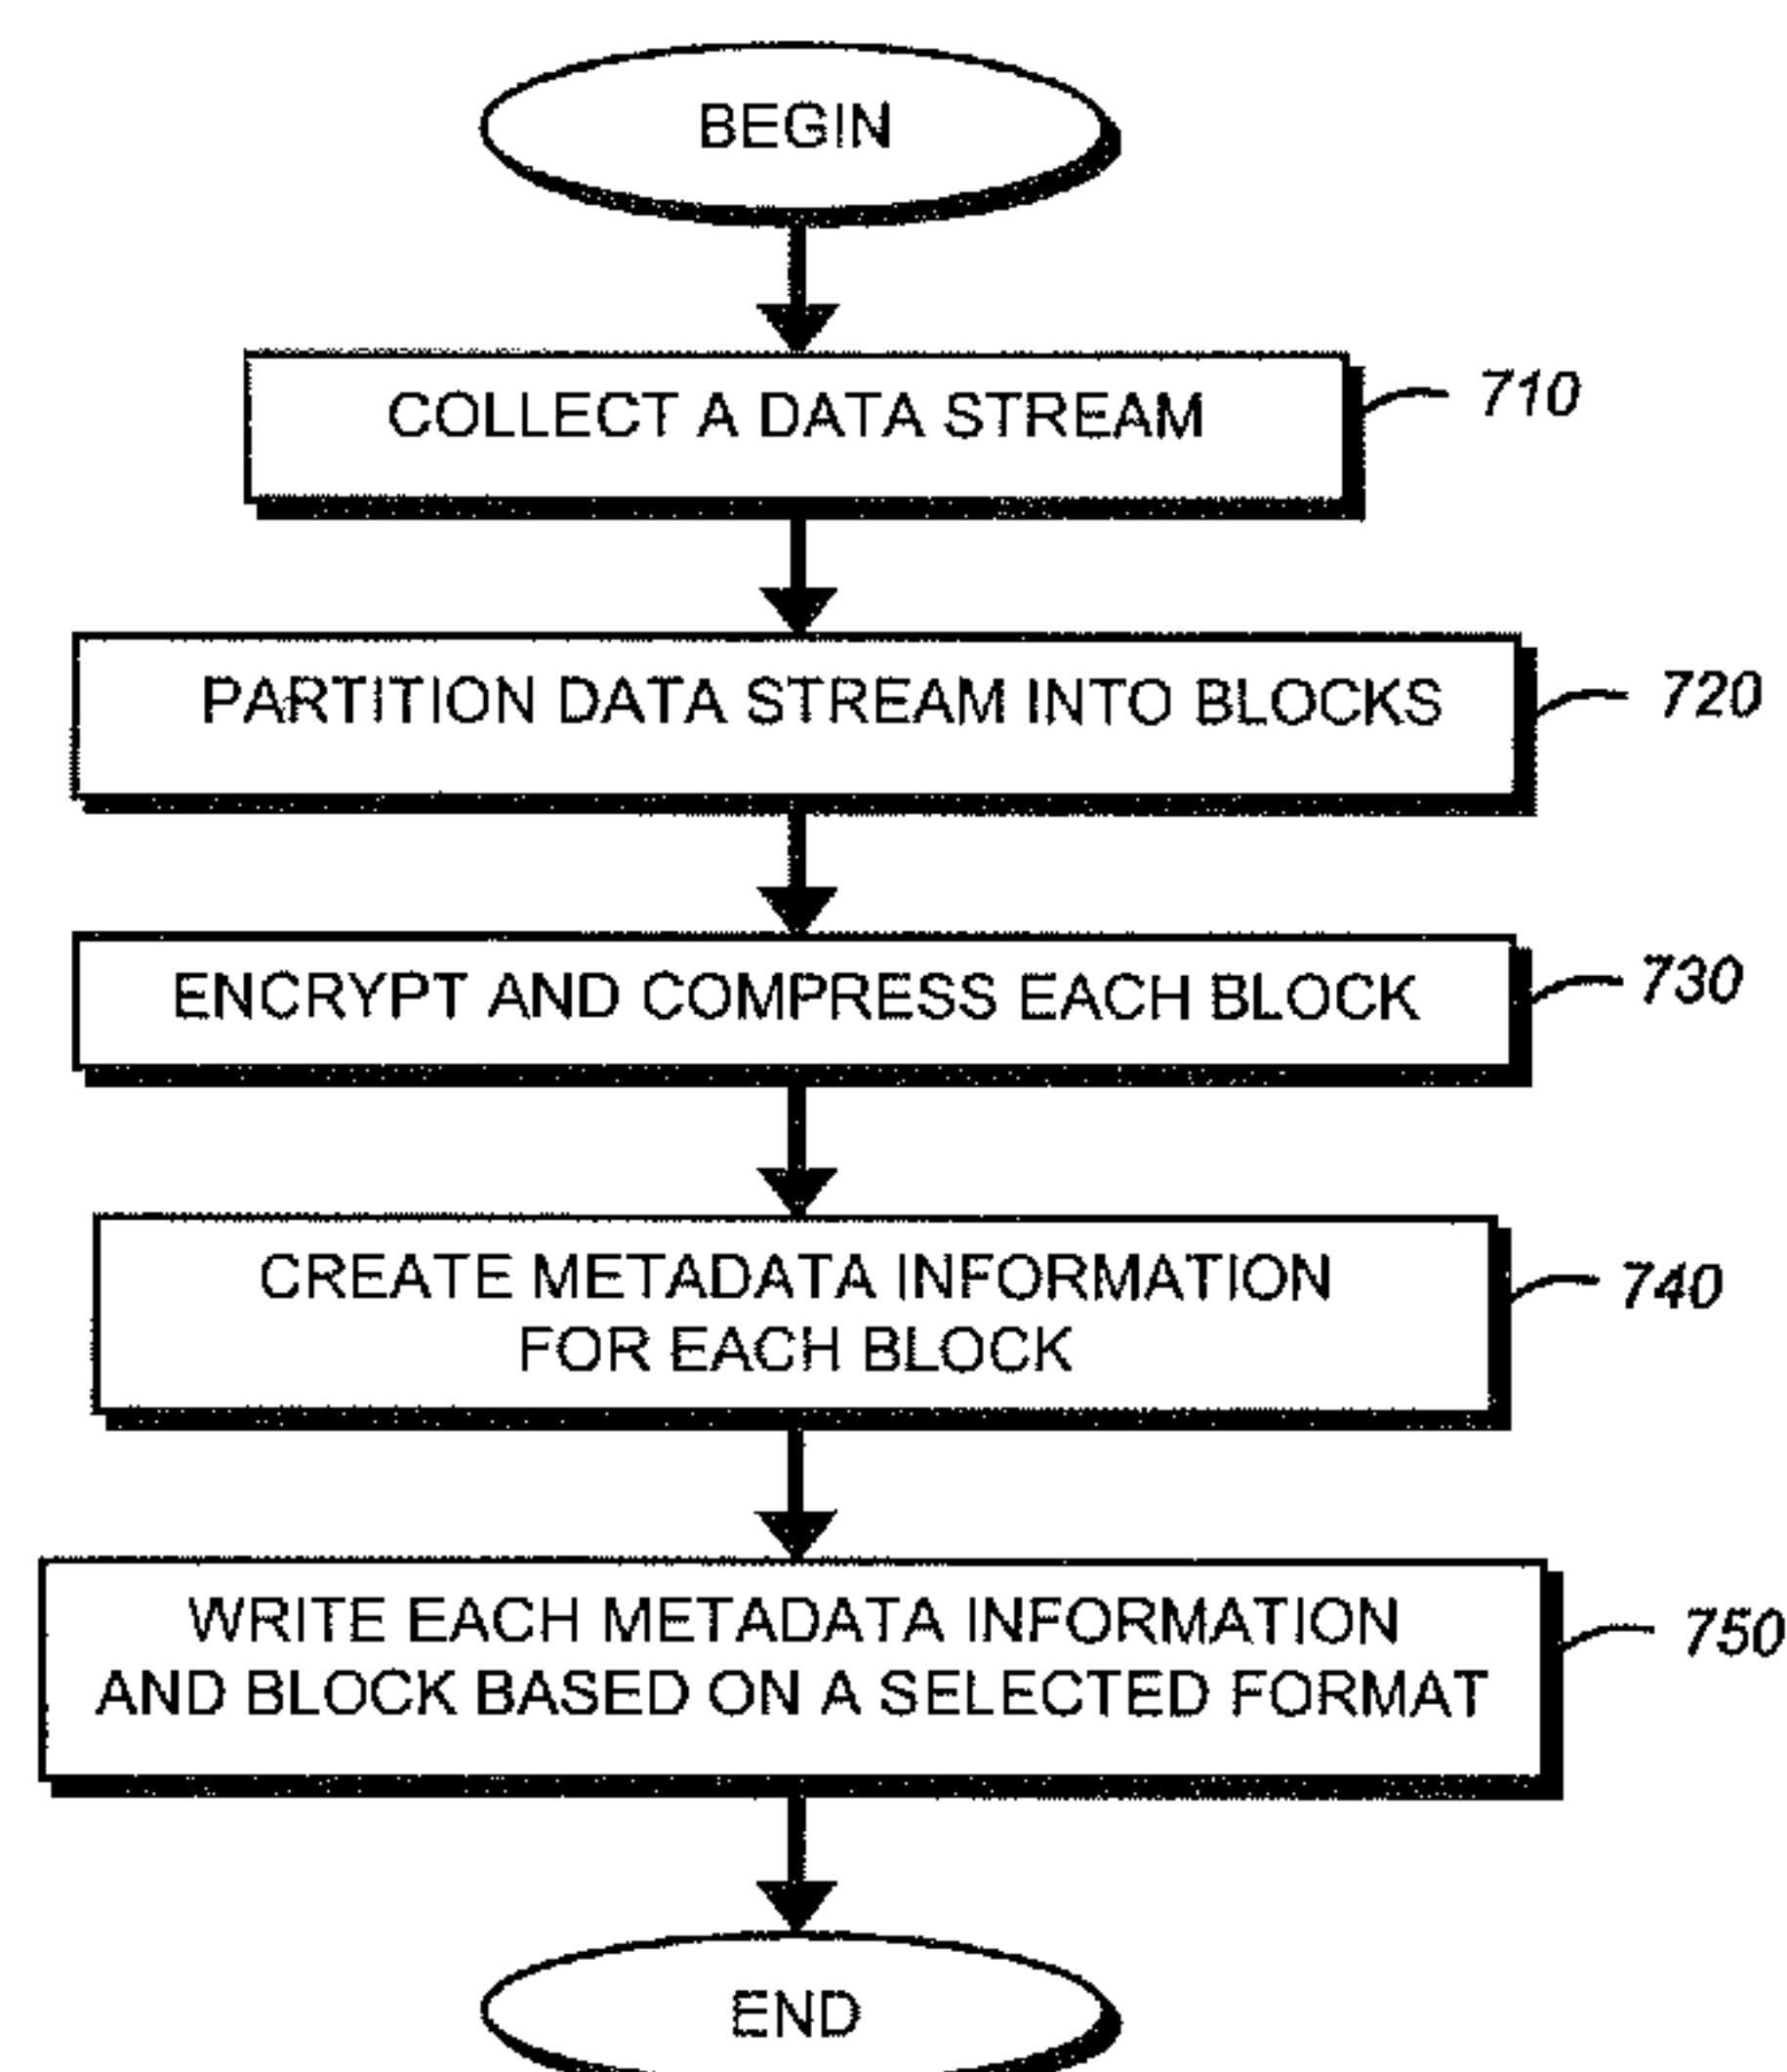 BEGIN
COLLECT A DATA STREAM
710
PARTITION DATA STREAM INTO BLOCKS
720
ENCRYPT AND COMPRESS EACH BLOCK
730
CREATE METADATA INFORMATION
FOR EACH BLOCK
740
WRITE EACH METADATA INFORMATION
AND BLOCK BASED ON A SELECTED FORMAT
750
END